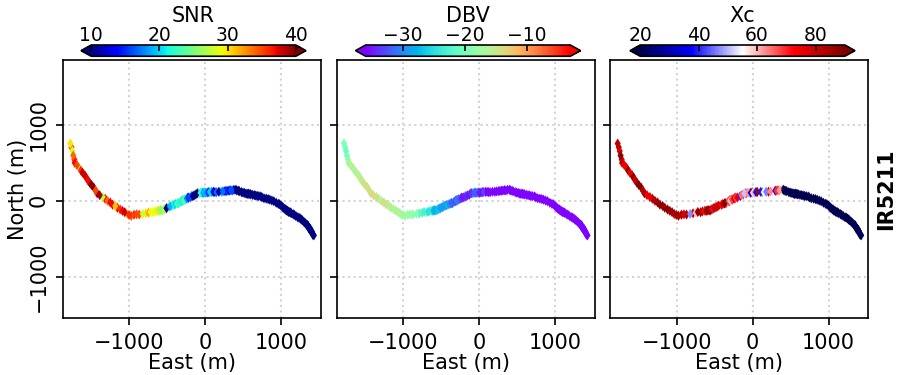 SNR
DBV
Xc
10 20 30 40
−30 −20 −10
20 40 60 80
North (m)
1000
0
−1000
IR5211
−1000 0 1000
−1000 0 1000
−1000 0 1000
East (m)
East (m)
East (m)